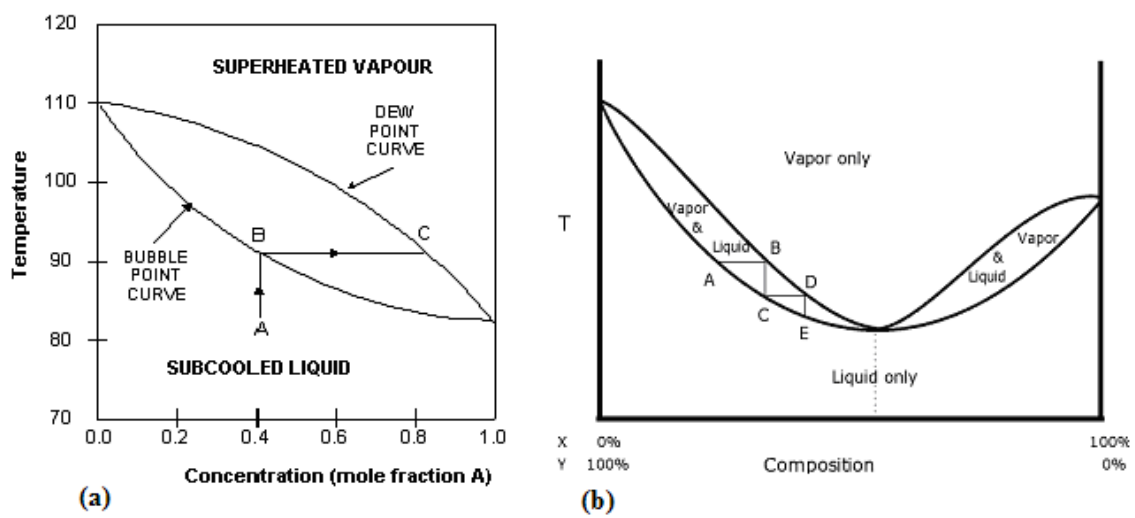 120
SUPERHEATED VAPOUR
110
DEW
POINT
CURVE
100
Temperature
B
C
90
BUBBLE
POINT
CURVE
A
80
SUBCOOLED LIQUID
70
0.0 0.2 0.4 0.6 0.8 1.0
Concentration (mole fraction A)
(a)
Vapor only
T
Vapor
&
Liquid
B
A
D
C
E
Vapor
&
Liquid
Liquid only
X 0% 100%
Y 100% Composition 0%
(b)